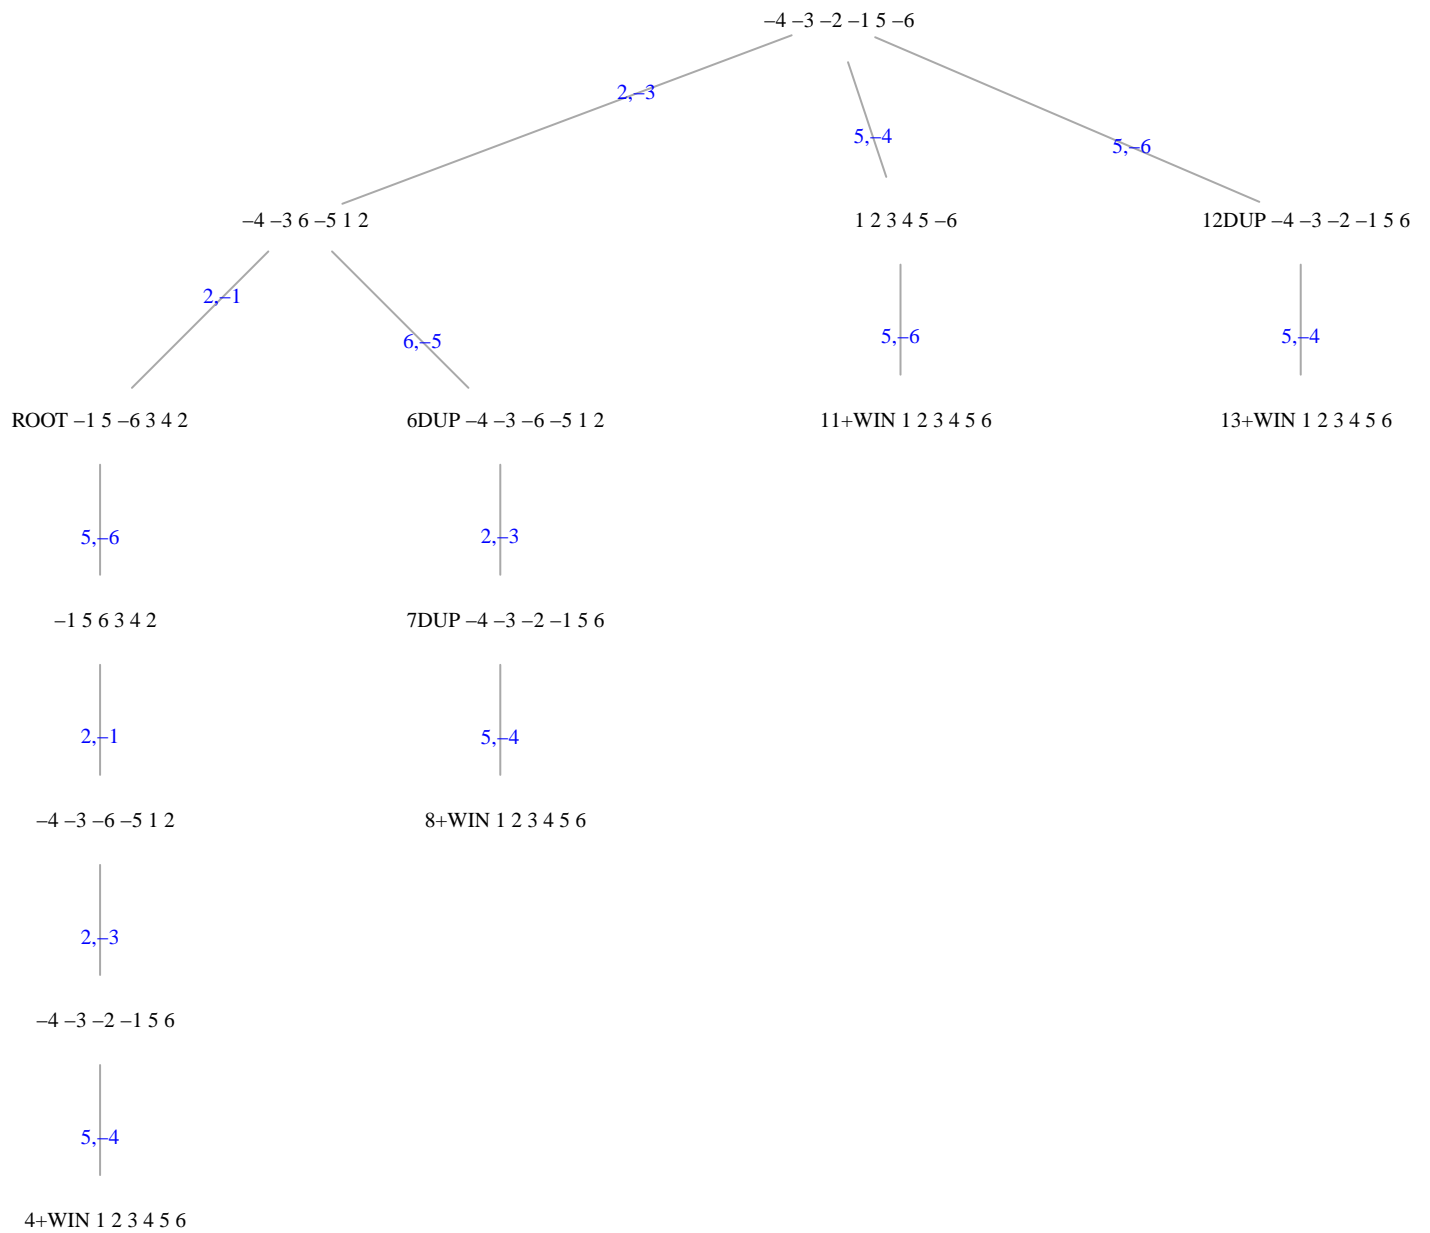 –4 –3 –2 –1 5 –6
2,–3
5,–4
5,–6
–4 –3 6 –5 1 2
1 2 3 4 5 –6
12DUP –4 –3 –2 –1 5 6
2,–1
6,–5
5,–6
5,–4
ROOT –1 5 –6 3 4 2
6DUP –4 –3 –6 –5 1 2
11+WIN 1 2 3 4 5 6
13+WIN 1 2 3 4 5 6
5,–6
2,–3
–1 5 6 3 4 2
7DUP –4 –3 –2 –1 5 6
2,–1
5,–4
–4 –3 –6 –5 1 2
8+WIN 1 2 3 4 5 6
2,–3
–4 –3 –2 –1 5 6
5,–4
4+WIN 1 2 3 4 5 6